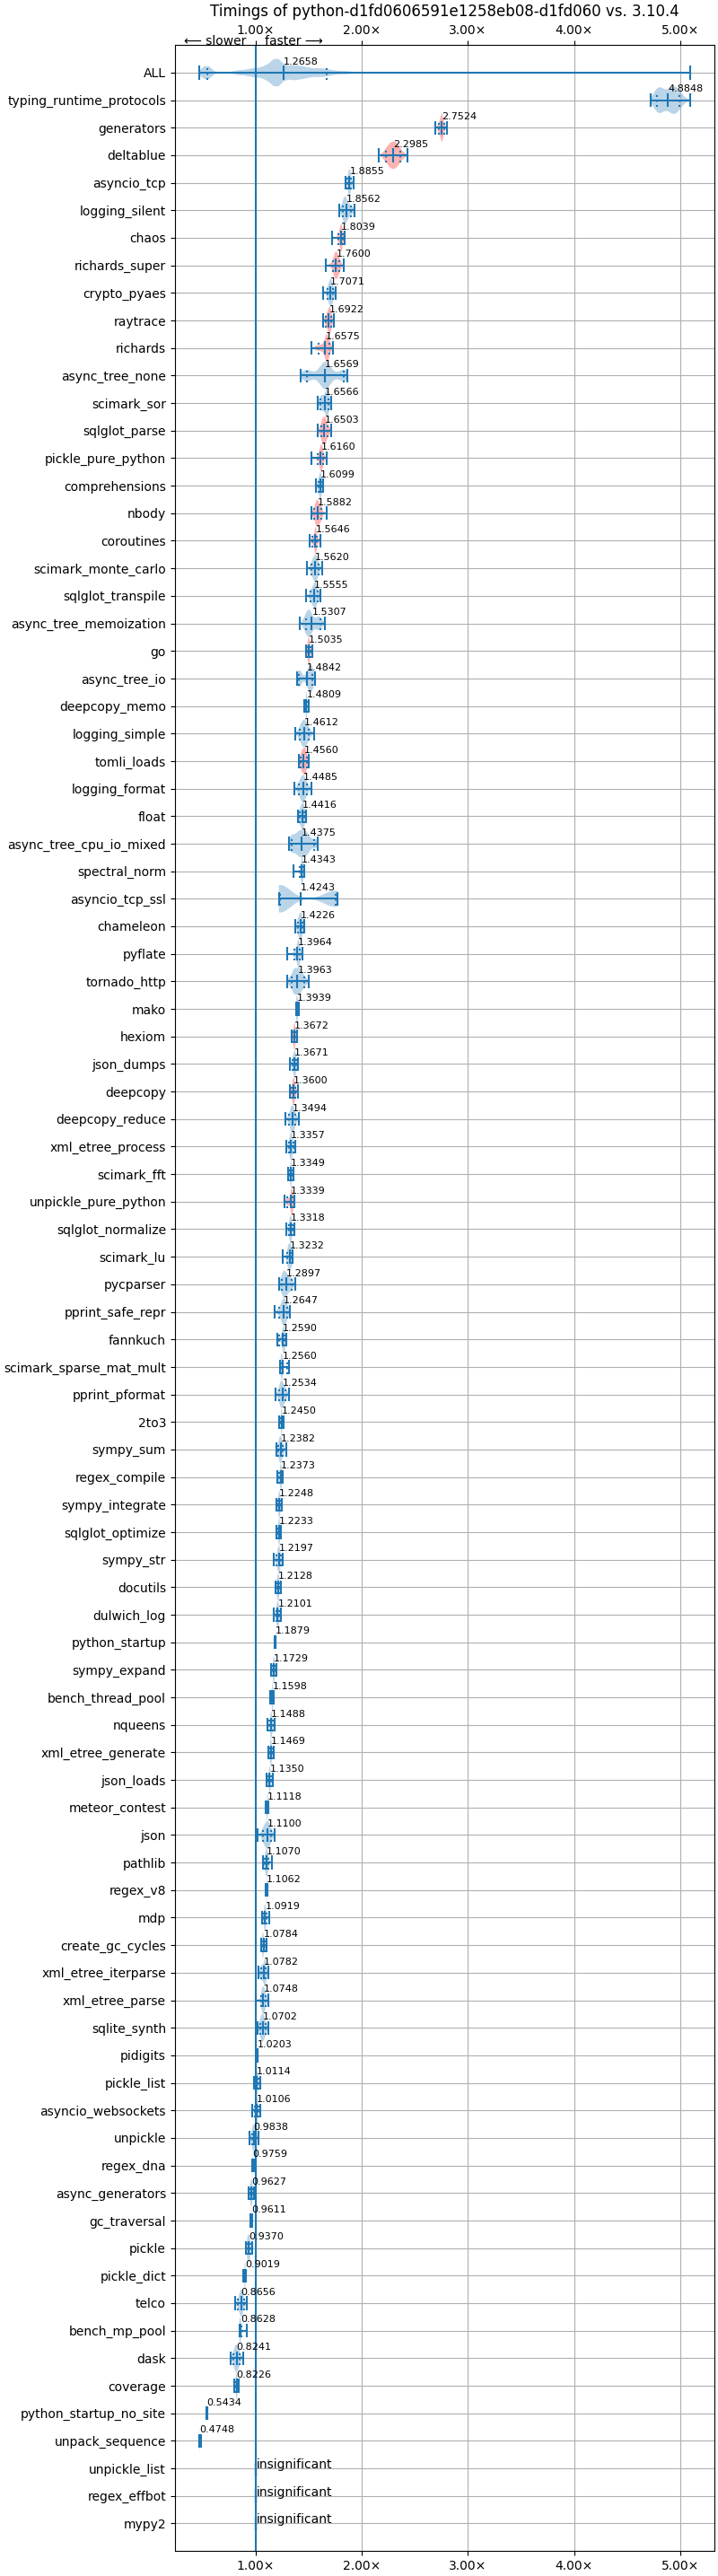 Timings of python-d1fd0606591e1258eb08-d1fd060 vs. 3.10.4
1.00× 2.00× 3.00× 4.00× 5.00×
⟵ slower faster ⟶
ALL 1.2658
typing_runtime_protocols 4.8848
generators 2.7524
deltablue 2.2985
asyncio_tcp 1.8855
logging_silent 1.8562
chaos 1.8039
richards_super 1.7600
crypto_pyaes 1.7071
raytrace 1.6922
richards 1.6575
async_tree_none 1.6569
scimark_sor 1.6566
sqlglot_parse 1.6503
pickle_pure_python 1.6160
comprehensions 1.6099
nbody 1.5882
coroutines 1.5646
scimark_monte_carlo 1.5620
sqlglot_transpile 1.5555
async_tree_memoization 1.5307
go 1.5035
async_tree_io 1.4842
deepcopy_memo 1.4809
logging_simple 1.4612
tomli_loads 1.4560
logging_format 1.4485
float 1.4416
async_tree_cpu_io_mixed 1.4375
spectral_norm 1.4343
asyncio_tcp_ssl 1.4243
chameleon 1.4226
pyflate 1.3964
tornado_http 1.3963
mako 1.3939
hexiom 1.3672
json_dumps 1.3671
deepcopy 1.3600
deepcopy_reduce 1.3494
xml_etree_process 1.3357
scimark_fft 1.3349
unpickle_pure_python 1.3339
sqlglot_normalize 1.3318
scimark_lu 1.3232
pycparser 1.2897
pprint_safe_repr 1.2647
fannkuch 1.2590
scimark_sparse_mat_mult 1.2560
pprint_pformat 1.2534
2to3 1.2450
sympy_sum 1.2382
regex_compile 1.2373
sympy_integrate 1.2248
sqlglot_optimize 1.2233
sympy_str 1.2197
docutils 1.2128
dulwich_log 1.2101
python_startup 1.1879
sympy_expand 1.1729
bench_thread_pool 1.1598
nqueens 1.1488
xml_etree_generate 1.1469
json_loads 1.1350
meteor_contest 1.1118
json 1.1100
pathlib 1.1070
regex_v8 1.1062
mdp 1.0919
create_gc_cycles 1.0784
xml_etree_iterparse 1.0782
xml_etree_parse 1.0748
sqlite_synth 1.0702
pidigits 1.0203
pickle_list 1.0114
asyncio_websockets 1.0106
unpickle 0.9838
regex_dna 0.9759
async_generators 0.9627
gc_traversal 0.9611
pickle 0.9370
pickle_dict 0.9019
telco 0.8656
bench_mp_pool 0.8628
dask 0.8241
coverage 0.8226
python_startup_no_site 0.5434
unpack_sequence 0.4748
unpickle_list insignificant
regex_effbot insignificant
mypy2 insignificant
1.00× 2.00× 3.00× 4.00× 5.00×